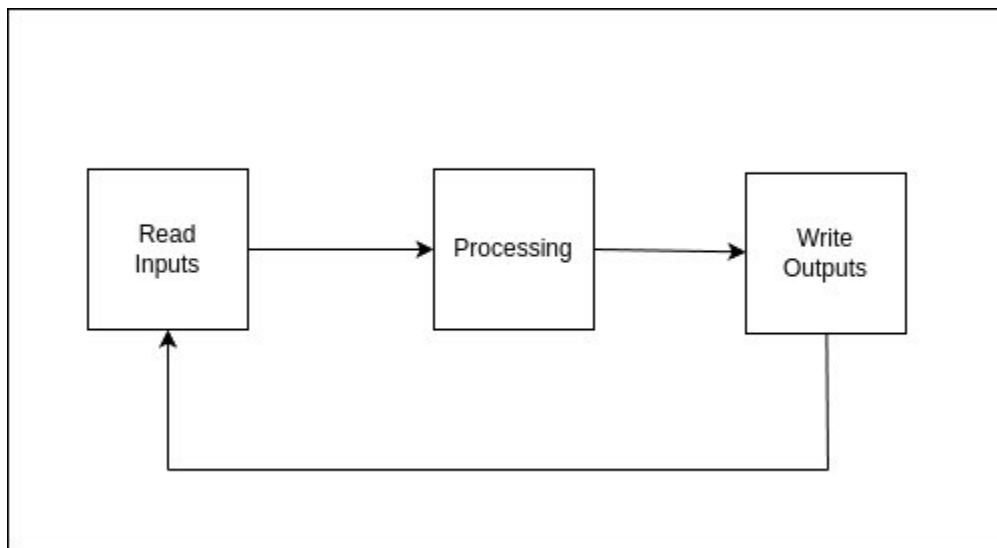 Read
Inputs
Processing
Write
Outputs